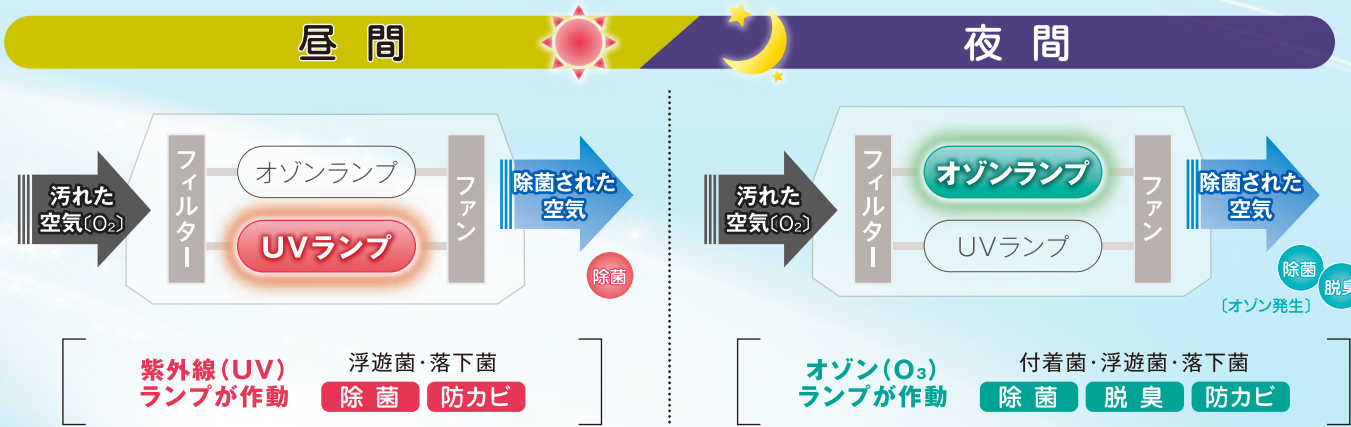 昼間
夜間
汚れた
空気〔O₂〕
フィルター
オゾンランプ
UVランプ
ファン
除菌された
空気
除菌
紫外線(UV)
ランプが作動
浮遊菌・落下菌
除菌
防カビ
汚れた
空気〔O₂〕
フィルター
オゾンランプ
UVランプ
ファン
除菌された
空気
除菌
脱臭
〔オゾン発生〕
オゾン(O₃)
ランプが作動
付着菌・浮遊菌・落下菌
除菌
脱臭
防カビ